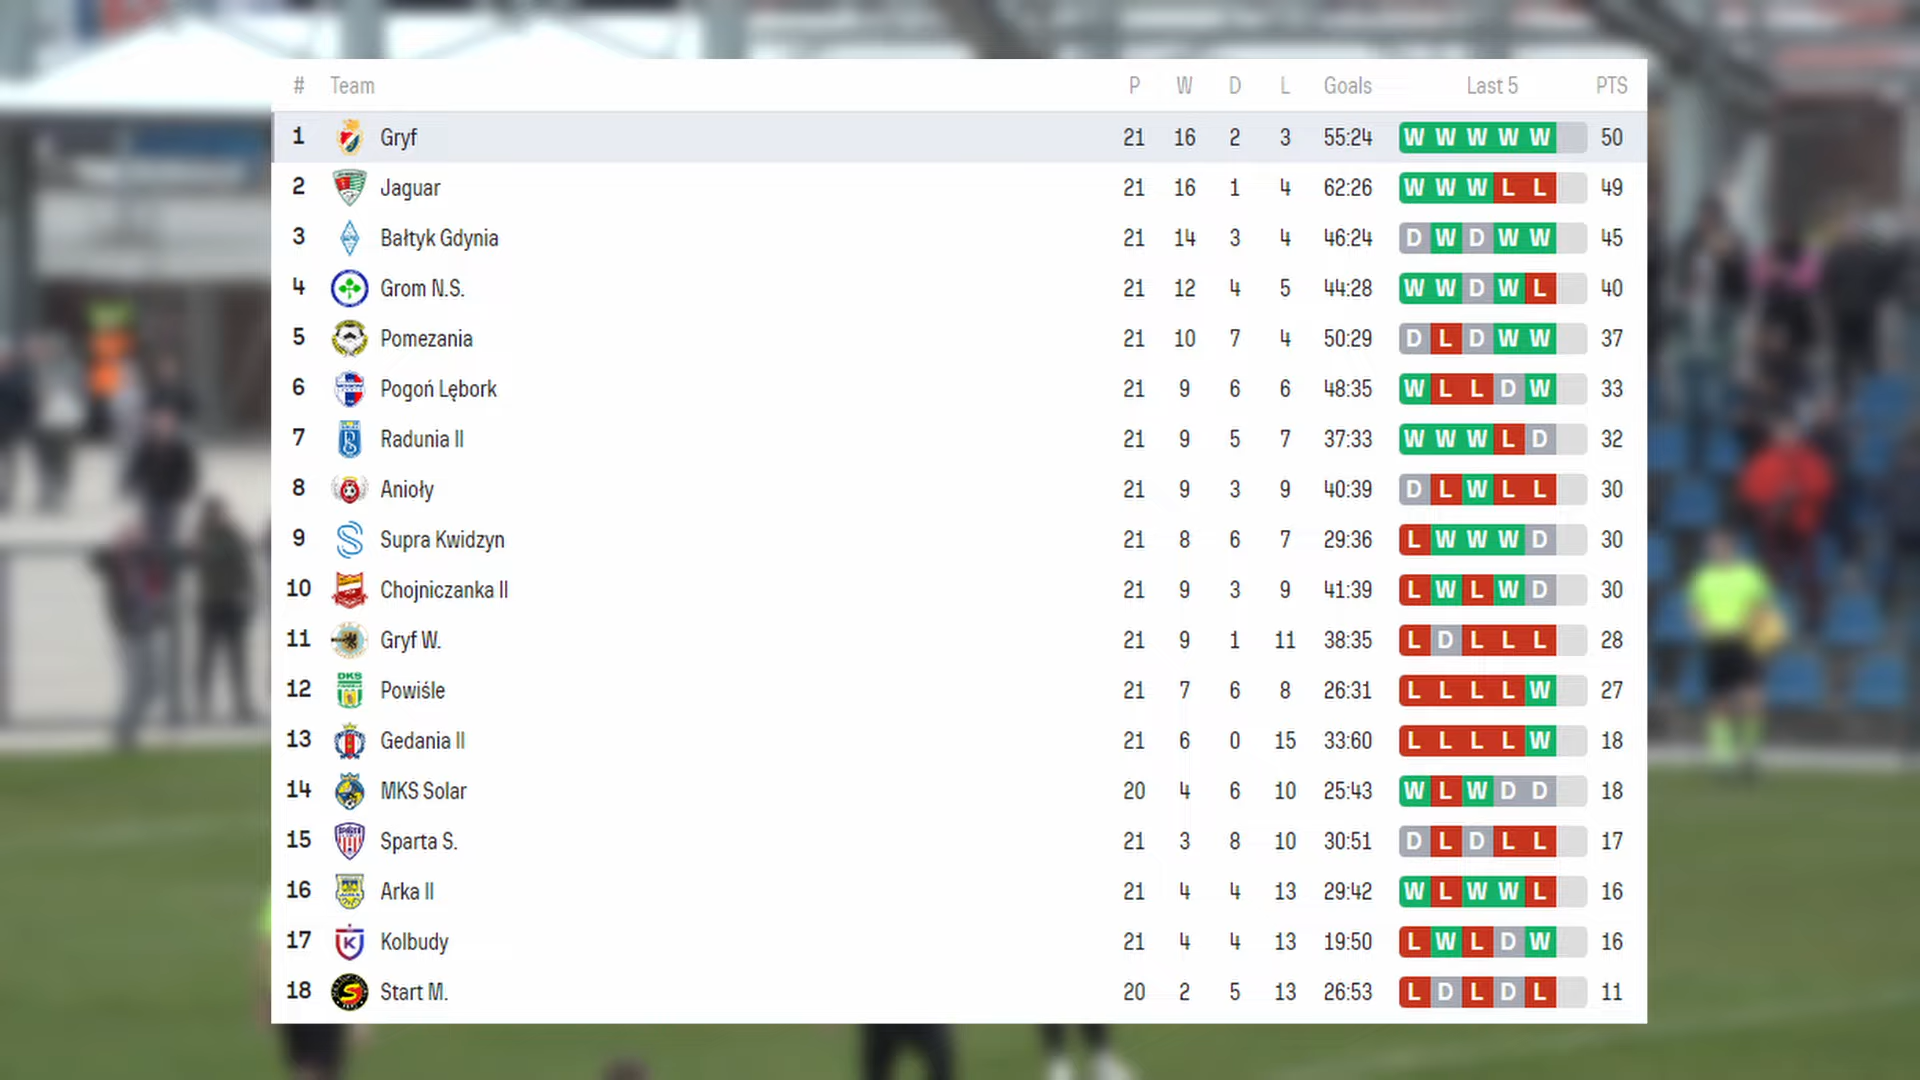 # Team P W D L Goals Last 5 PTS
1 Gryf 21 16 2 3 55:24 W W W W W 50
2 Jaguar 21 16 1 4 62:26 W W W L L 49
3 Bałtyk Gdynia 21 14 3 4 46:24 D W D W W 45
4 Grom N.S. 21 12 4 5 44:28 W W D W L 40
5 Pomezania 21 10 7 4 50:29 D L D W W 37
6 Pogoń Lębork 21 9 6 6 48:35 W L L D W 33
7 Radunia II 21 9 5 7 37:33 W W W L D 32
8 Anioły 21 9 3 9 40:39 D L W L L 30
9 Supra Kwidzyn 21 8 6 7 29:36 L W W W D 30
10 Chojniczanka II 21 9 3 9 41:39 L W L W D 30
11 Gryf W. 21 9 1 11 38:35 L D L L L 28
12 DKS Powiśle 21 7 6 8 26:31 L L L L W 27
13 Gedania II 21 6 0 15 33:60 L L L L W 18
14 MKS Solar 20 4 6 10 25:43 W L W D D 18
15 Sparta S. 21 3 8 10 30:51 D L D L L 17
16 Arka II 21 4 4 13 29:42 W L W W L 16
17 K Kolbudy 21 4 4 13 19:50 L W L D W 16
18 S Start M. 20 2 5 13 26:53 L D L D L 11